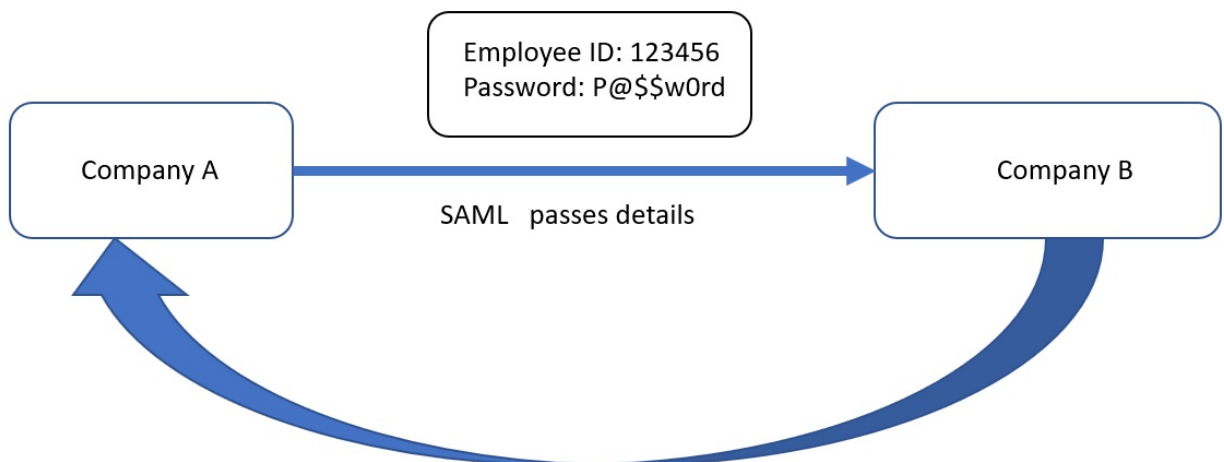 Employee ID: 123456
Password: P@$$w0rd
Company A
Company B
SAML passes details